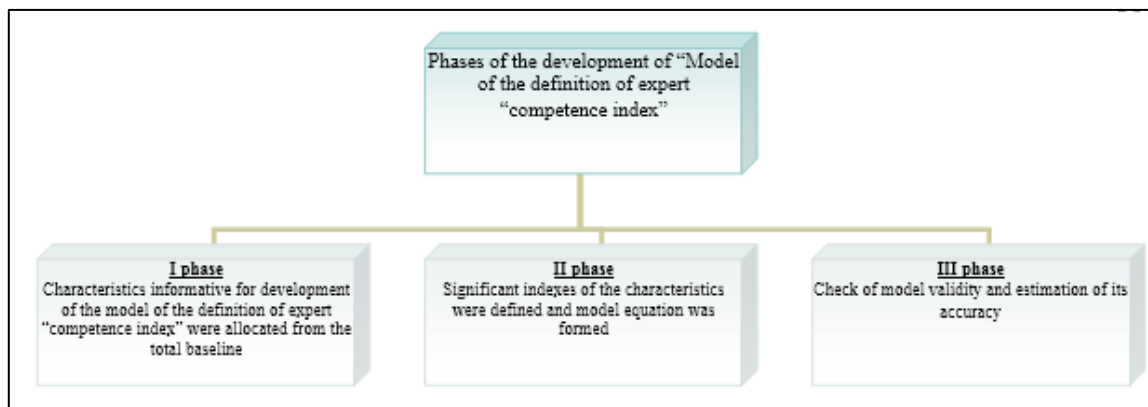 Phases of the development of “Model
of the definition of expert
“competence index”
I phase
Characteristics informative for development
of the model of the definition of expert
“competence index” were allocated from the
total baseline
II phase
Significant indexes of the characteristics
were defined and model equation was
formed
III phase
Check of model validity and estimation of its
accuracy